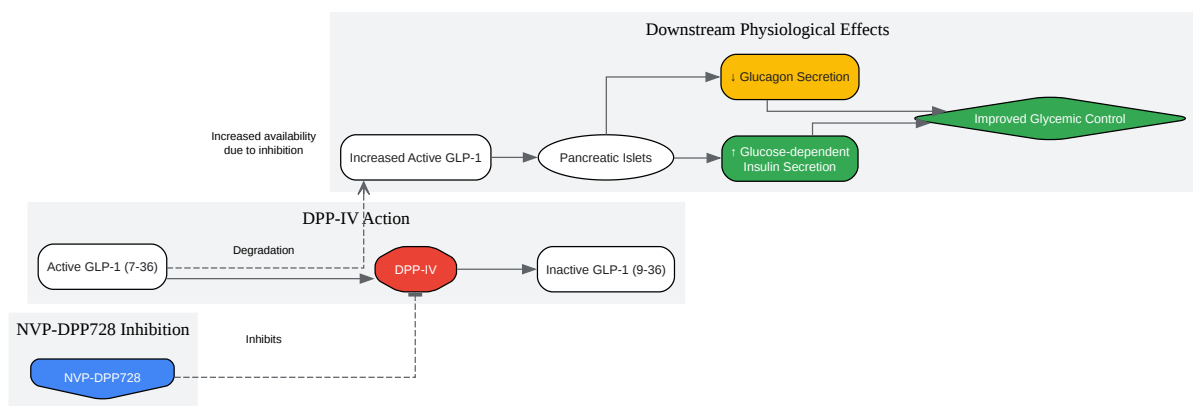 Downstream Physiological Effects
↓ Glucagon Secretion
Improved Glycemic Control
Increased availability
due to inhibition
Increased Active GLP-1
Pancreatic Islets
↑ Glucose-dependent
Insulin Secretion
DPP-IV Action
Degradation
Active GLP-1 (7-36)
DPP-IV
Inactive GLP-1 (9-36)
NVP-DPP728 Inhibition
Inhibits
NVP-DPP728